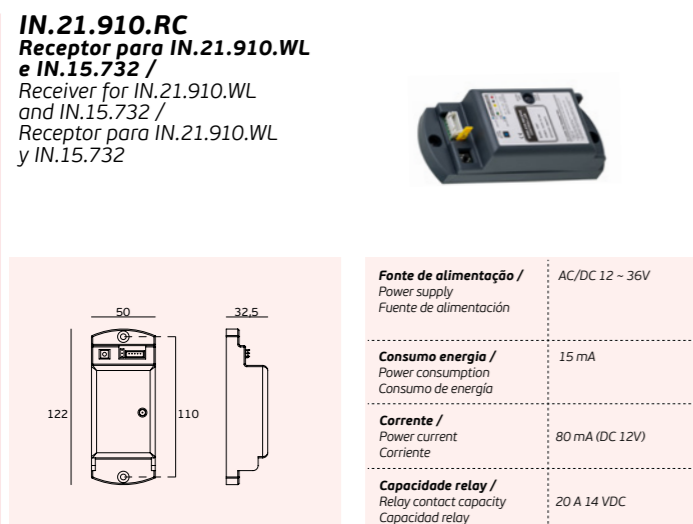 IN.21.910.RC
Receptor para IN.21.910.WL
e IN.15.732 /
Receiver for IN.21.910.WL
and IN.15.732 /
Receptor para IN.21.910.WL
y IN.15.732
50
32,5
122
110
Fonte de alimentação /
Power supply
Fuente de alimentación
AC/DC 12 ~ 36V
Consumo energia /
Power consumption
Consumo de energía
15 mA
Corrente /
Power current
Corriente
80 mA (DC 12V)
Capacidade relay /
Relay contact capacity
Capacidad relay
20 A 14 VDC